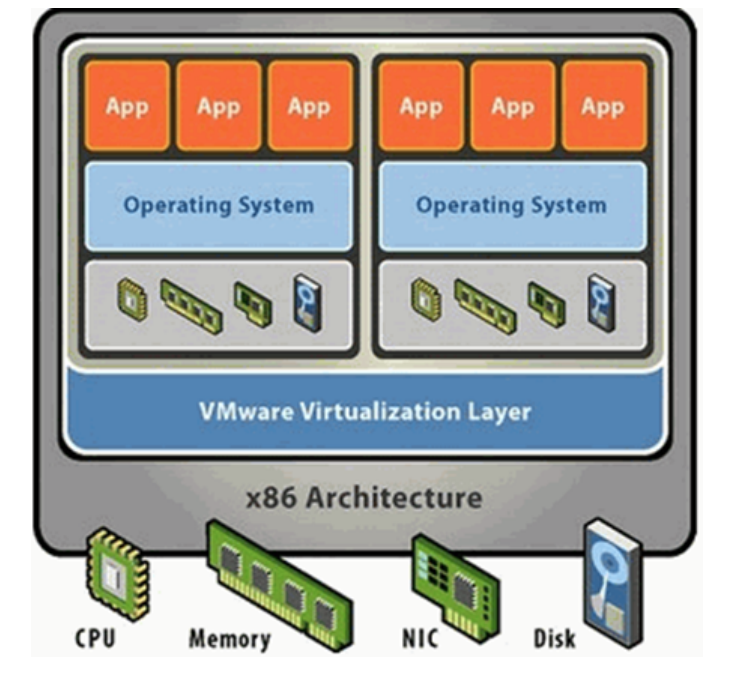 App App App App App App
Operating System Operating System
VMware Virtualization Layer
x86 Architecture
CPU Memory NIC Disk